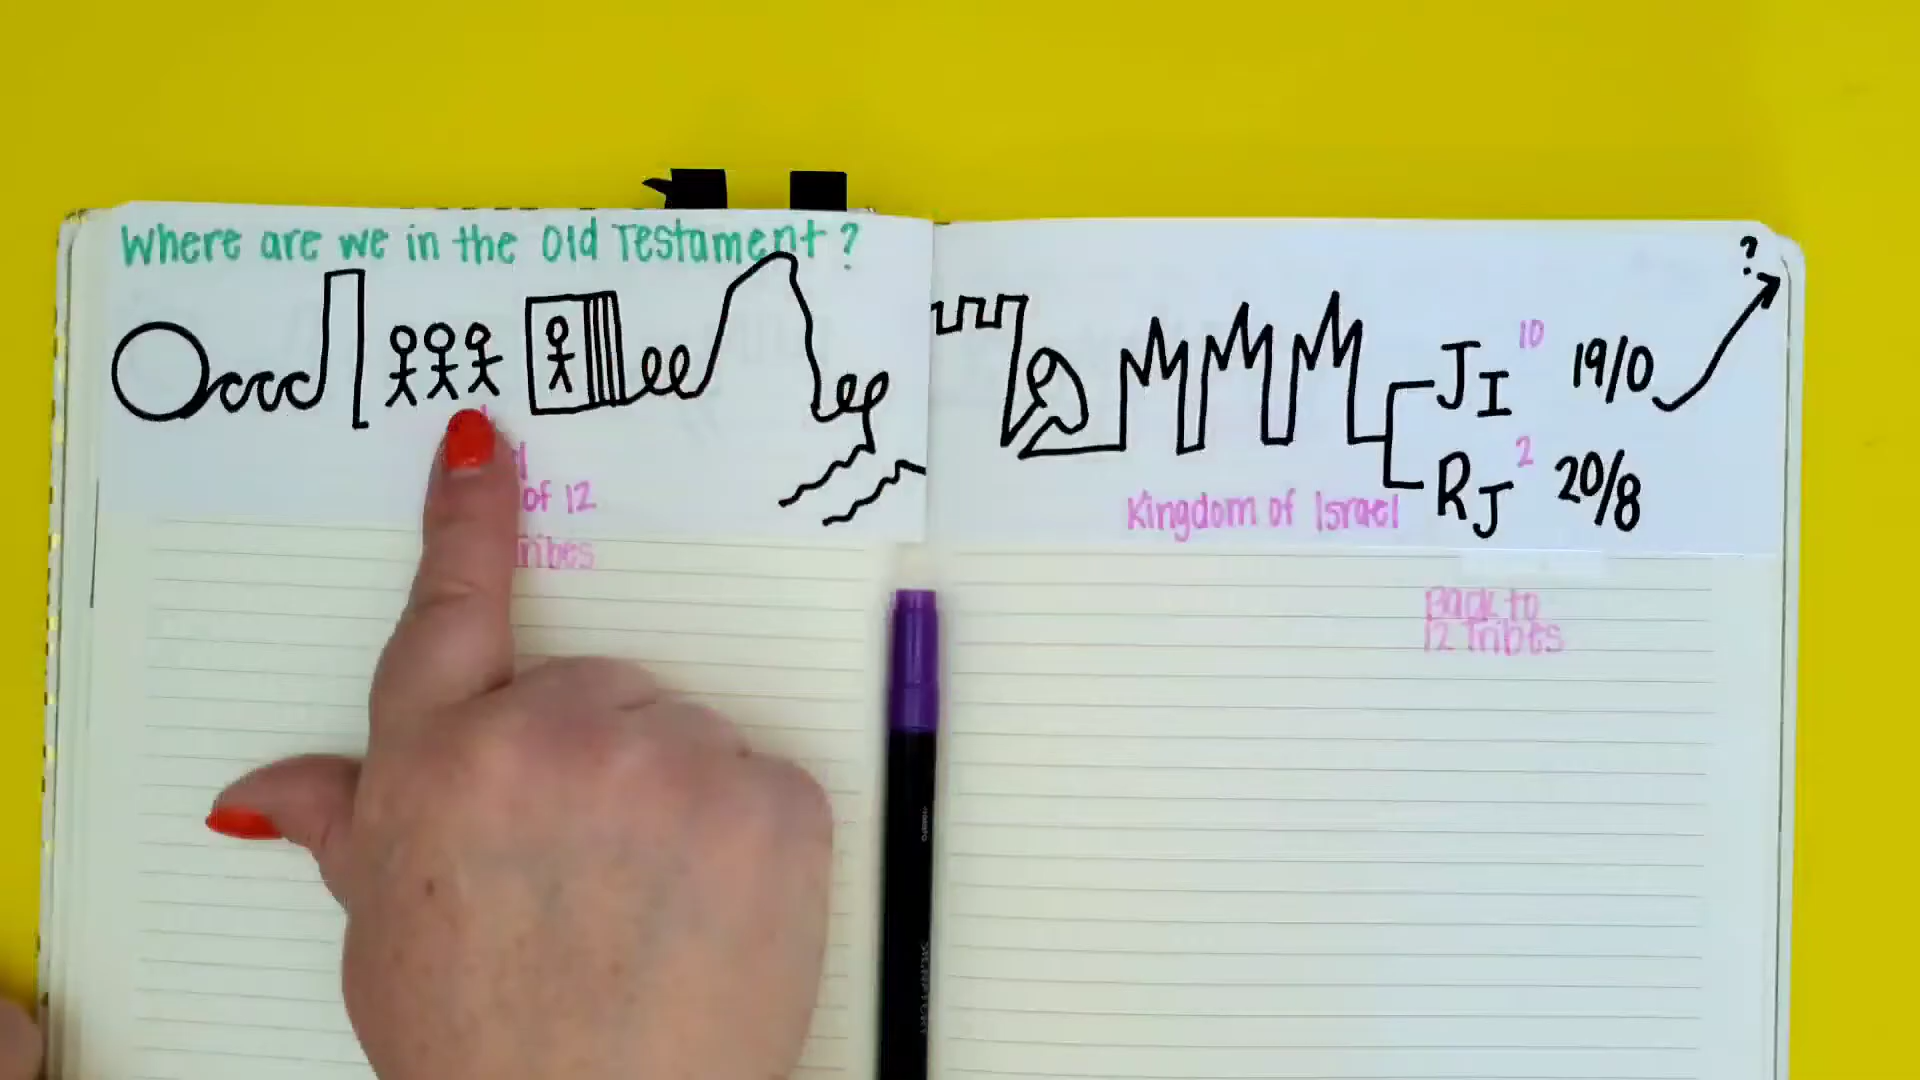 Where are we in the Old Testament?
of 12
?
JI 10 19/0
RJ 2 20/8
Kingdom of Israel
Back to
12 Tribes